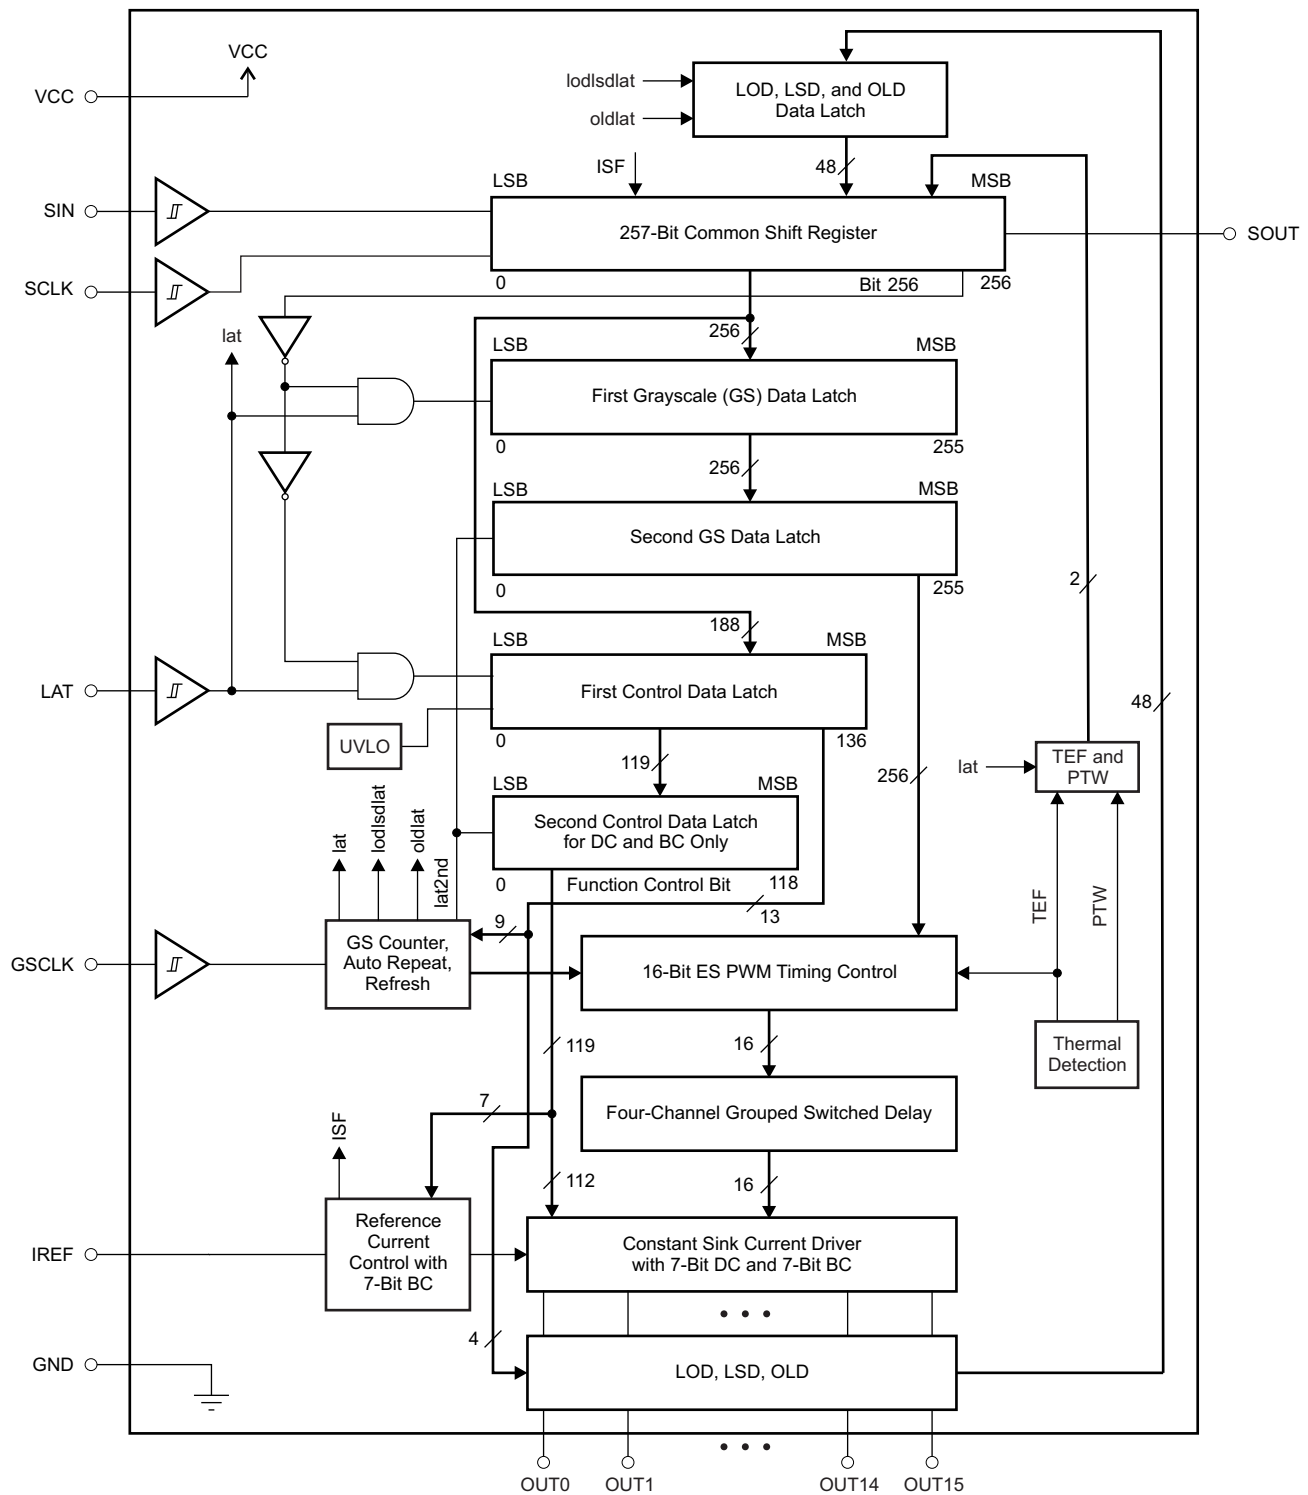 VCC
VCC
lodlsdlat
oldlat
LOD, LSD, and OLD
Data Latch
ISF
48
LSB
MSB
SIN
257-Bit Common Shift Register
SOUT
SCLK
0
Bit 256
256
lat
256
LSB
MSB
First Grayscale (GS) Data Latch
0
255
256
LSB
MSB
Second GS Data Latch
0
255
2
188
LSB
MSB
LAT
First Control Data Latch
48
UVLO
0
136
119
256
lat
TEF and
PTW
LSB
MSB
Second Control Data Latch
for DC and BC Only
lat
lodlsdlat
oldlat
lat2nd
0
Function Control Bit
118
13
TEF
PTW
9
GSCLK
GS Counter,
Auto Repeat,
Refresh
16-Bit ES PWM Timing Control
119
16
Thermal
Detection
7
Four-Channel Grouped Switched Delay
ISF
112
16
IREF
Reference
Current
Control with
7-Bit BC
Constant Sink Current Driver
with 7-Bit DC and 7-Bit BC
• • •
4
GND
LOD, LSD, OLD
• • •
OUT0
OUT1
OUT14
OUT15